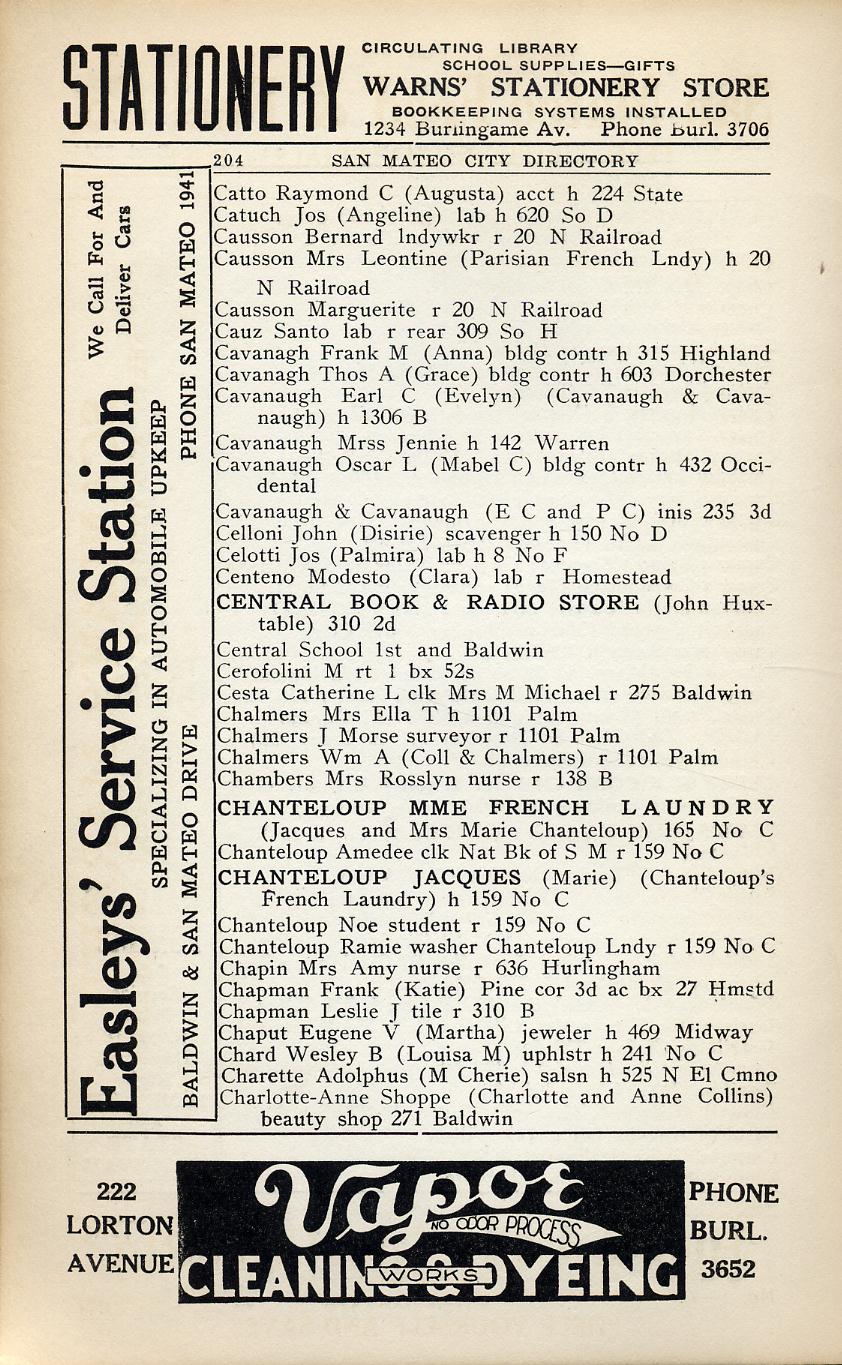 STATIONERY
CIRCULATING LIBRARY
SCHOOL SUPPLIES—GIFTS
WARNS' STATIONERY STORE
BOOKKEEPING SYSTEMS INSTALLED
1234 Burlingame Av. Phone Burl. 3706
204 SAN MATEO CITY DIRECTORY
Easleys' Service Station
We Call For And
Deliver Cars
SPECIALIZING IN AUTOMOBILE UPKEEP
BALDWIN & SAN MATEO DRIVE PHONE SAN MATEO 1941
Catto Raymond C (Augusta) acct h 224 State
Catuch Jos (Angeline) lab h 620 So D
Causson Bernard lndywkr r 20 N Railroad
Causson Mrs Leontine (Parisian French Lndy) h 20
N Railroad
Causson Marguerite r 20 N Railroad
Cauz Santo lab r rear 309 So H
Cavanagh Frank M (Anna) bldg contr h 315 Highland
Cavanagh Thos A (Grace) bldg contr h 603 Dorchester
Cavanaugh Earl C (Evelyn) (Cavanaugh & Cava-
naugh) h 1306 B
Cavanaugh Mrss Jennie h 142 Warren
Cavanaugh Oscar L (Mabel C) bldg contr h 432 Occi-
dental
Cavanaugh & Cavanaugh (E C and P C) inis 235 3d
Celloni John (Disirie) scavenger h 150 No D
Celotti Jos (Palmira) lab h 8 No F
Centeno Modesto (Clara) lab r Homestead
CENTRAL BOOK & RADIO STORE (John Hux-
table) 310 2d
Central School 1st and Baldwin
Cerofolini M rt 1 bx 52s
Cesta Catherine L clk Mrs M Michael r 275 Baldwin
Chalmers Mrs Ella T h 1101 Palm
Chalmers J Morse surveyor r 1101 Palm
Chalmers Wm A (Coll & Chalmers) r 1101 Palm
Chambers Mrs Rosslyn nurse r 138 B
CHANTELOUP MME FRENCH LAUNDRY
(Jacques and Mrs Marie Chanteloup) 165 No C
Chanteloup Amedee clk Nat Bk of S M r 159 No C
CHANTELOUP JACQUES (Marie) (Chanteloup's
French Laundry) h 159 No C
Chanteloup Noe student r 159 No C
Chanteloup Ramie washer Chanteloup Lndy r 159 No C
Chapin Mrs Amy nurse r 636 Hurlingham
Chapman Frank (Katie) Pine cor 3d ac bx 27 Hmstd
Chapman Leslie J tile r 310 B
Chaput Eugene V (Martha) jeweler h 469 Midway
Chard Wesley B (Louisa M) uphlstr h 241 No C
Charette Adolphus (M Cherie) salsn h 525 N El Cmno
Charlotte-Anne Shoppe (Charlotte and Anne Collins)
beauty shop 271 Baldwin
222
LORTON
AVENUE
Vapor
NO ODOR PROCESS
CLEANING & DYEING
WORKS
PHONE
BURL.
3652